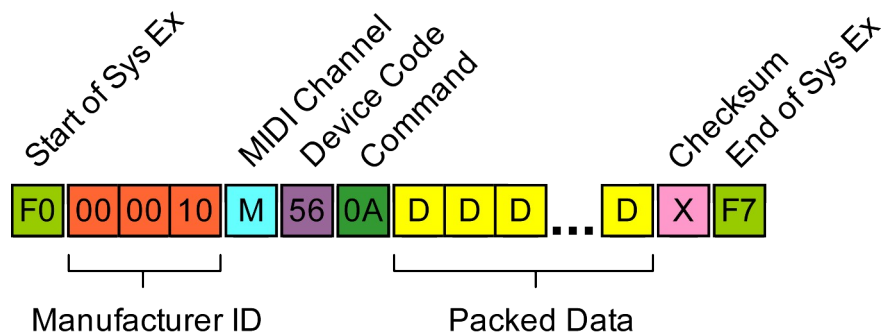 Start of Sys Ex
MIDI Channel
Device Code
Command
Checksum
End of Sys Ex
F0 00 00 10 M 56 0A D D D ... D X F7
Manufacturer ID
Packed Data